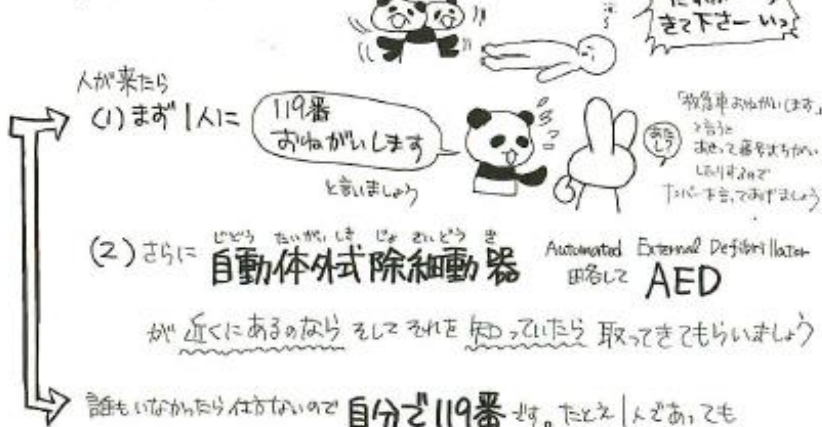 きて下さーいっ
人が来たら
(1)まず1人に
119番
おねがいします
と言いましょう
あたし?
「救急車おねがいします」
と言うと
あせって番号まちがい
したりするので
ナンバーを言ってあげましょう
(2)さらに 自動体外式除細動器
じどう たいがいしき じょさいどうき
Automated External Defibrillator
略して AED
が 近くにあるのなら そして それを 知っていたら 取ってきてもらいましょう
誰もいなかったら仕方ないので 自分で119番です。たとえ1人であっても